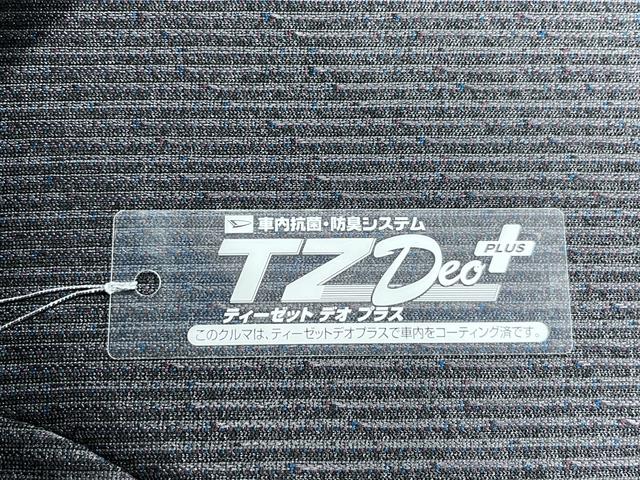 車内抗菌・防臭システム
TZ Deo PLUS
ティーゼット デオ プラス
このクルマは、ティーゼットデオプラスで車内をコーティング済です。